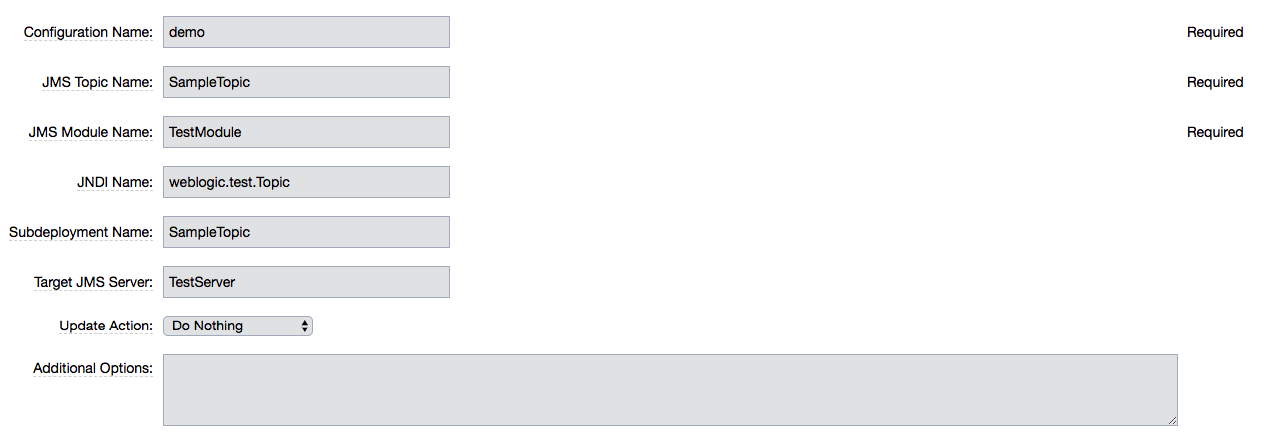 Configuration Name: demo Required
JMS Topic Name: SampleTopic Required
JMS Module Name: TestModule Required
JNDI Name: weblogic.test.Topic
Subdeployment Name: SampleTopic
Target JMS Server: TestServer
Update Action: Do Nothing
Additional Options: